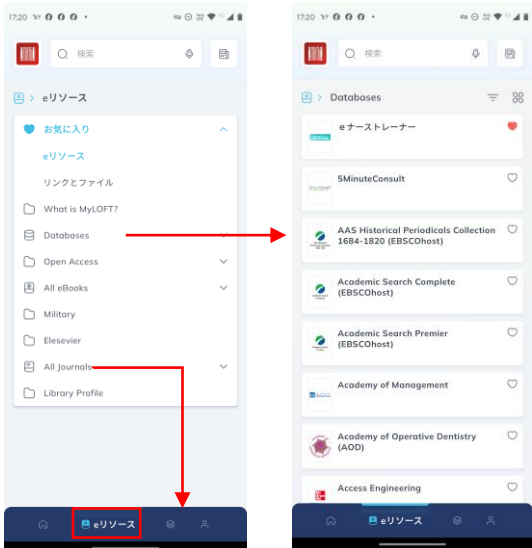 17:20
検索
> eリソース
お気に入り
eリソース
リンクとファイル
What is MyLOFT?
Databases
Open Access
All eBooks
Military
Elesevier
All Journals
Library Profile
eリソース
17:20
検索
> Databases
eナーストレーナー
5MinuteConsult
AAS Historical Periodicals Collection
1684-1820 (EBSCOhost)
Academic Search Complete
(EBSCOhost)
Academic Search Premier
(EBSCOhost)
Academy of Management
Academy of Operative Dentistry
(AOD)
Access Engineering
eリソース